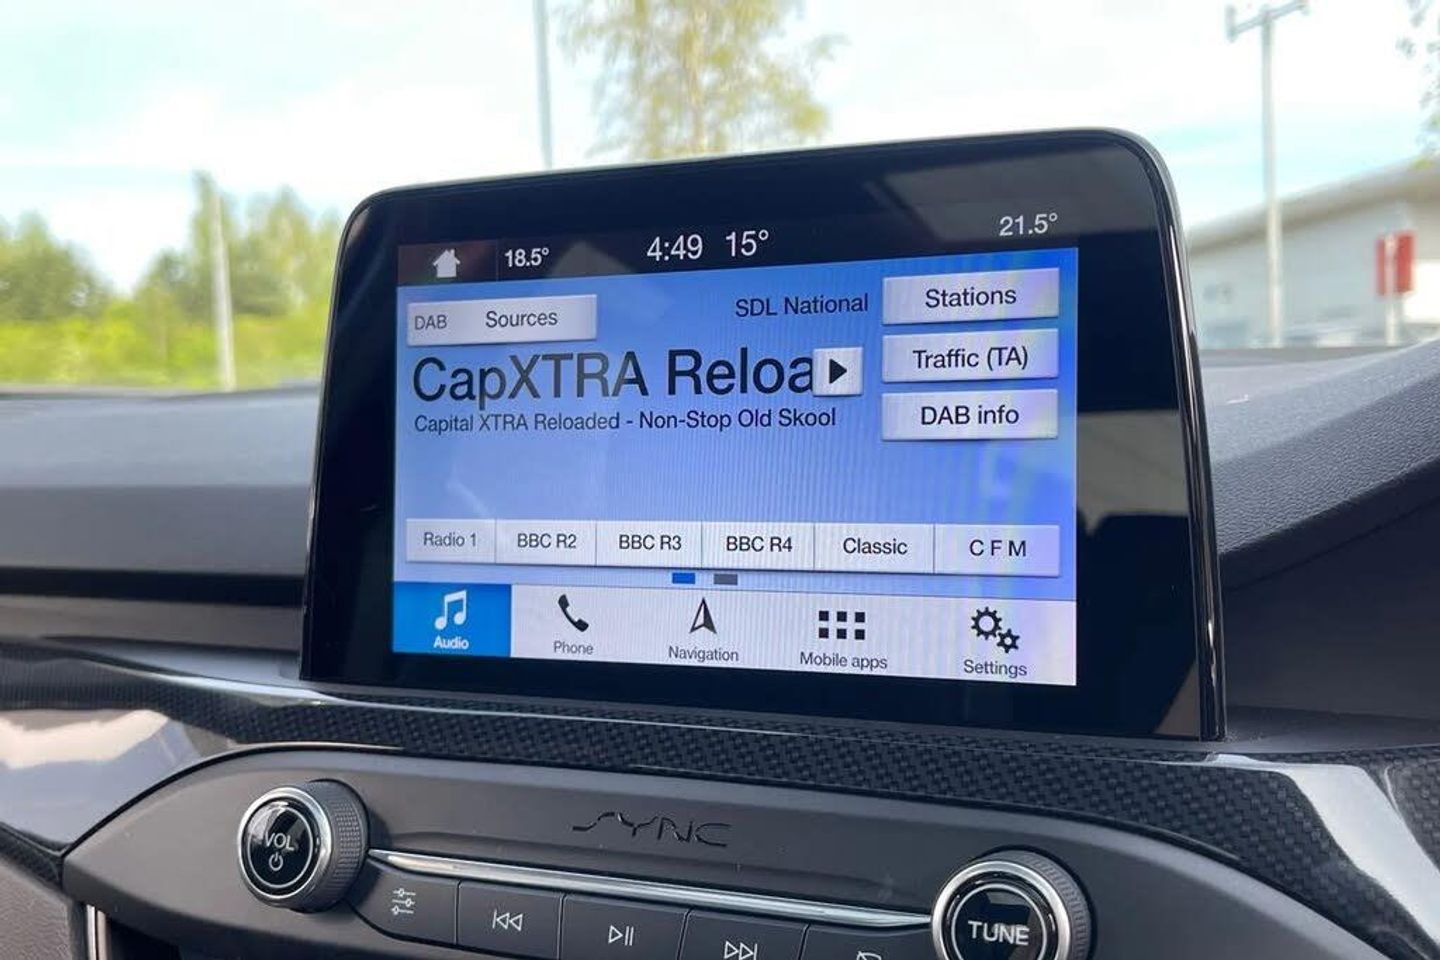 18.5° 4:49 15° 21.5°
DAB Sources SDL National Stations
CapXTRA Reloa
Traffic (TA)
Capital XTRA Reloaded - Non-Stop Old Skool
DAB info
Radio 1 BBC R2 BBC R3 BBC R4 Classic C F M
Audio Phone Navigation Mobile apps Settings
SYNC
VOL
TUNE